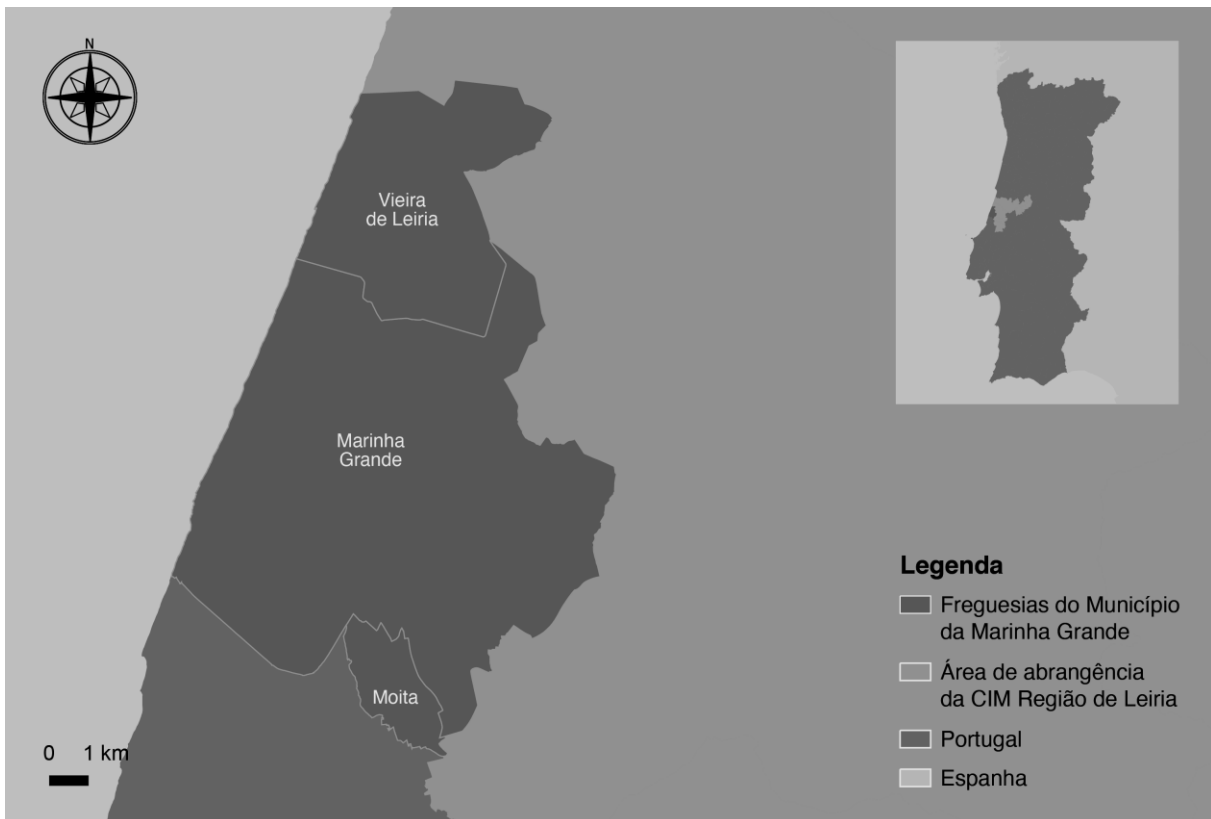 N
Vieira
de Leiria
Marinha
Grande
Moita
0 1 km
Legenda
Freguesias do Município
da Marinha Grande
Área de abrangência
da CIM Região de Leiria
Portugal
Espanha